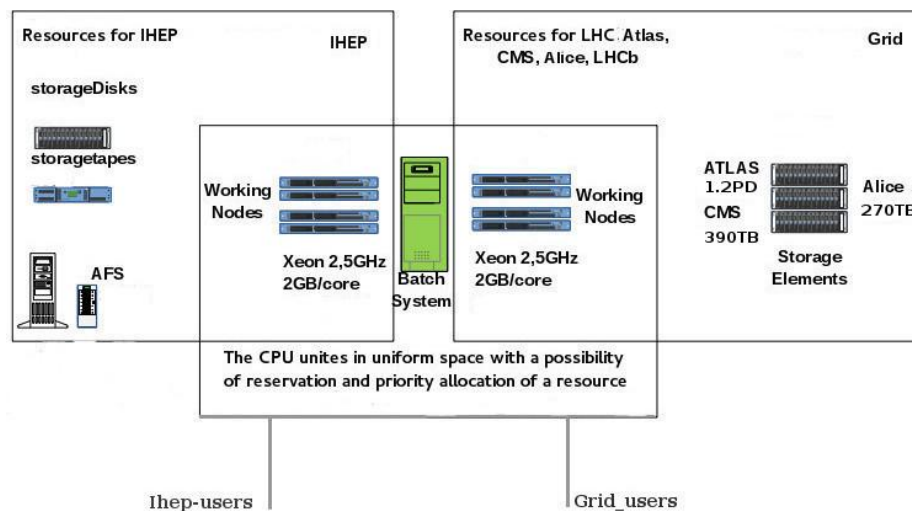 Resources for IHEP
IHEP
storageDisks
storagetapes
AFS
Working
Nodes
Xeon 2,5GHz
2GB/core
Batch
System
Resources for LHC Atlas,
CMS, Alice, LHCb
Grid
Working
Nodes
Xeon 2,5GHz
2GB/core
ATLAS
1.2PD
CMS
390TB
Alice
270TB
Storage
Elements
The CPU unites in uniform space with a possibility
of reservation and priority allocation of a resource
Ihep-users
Grid_users